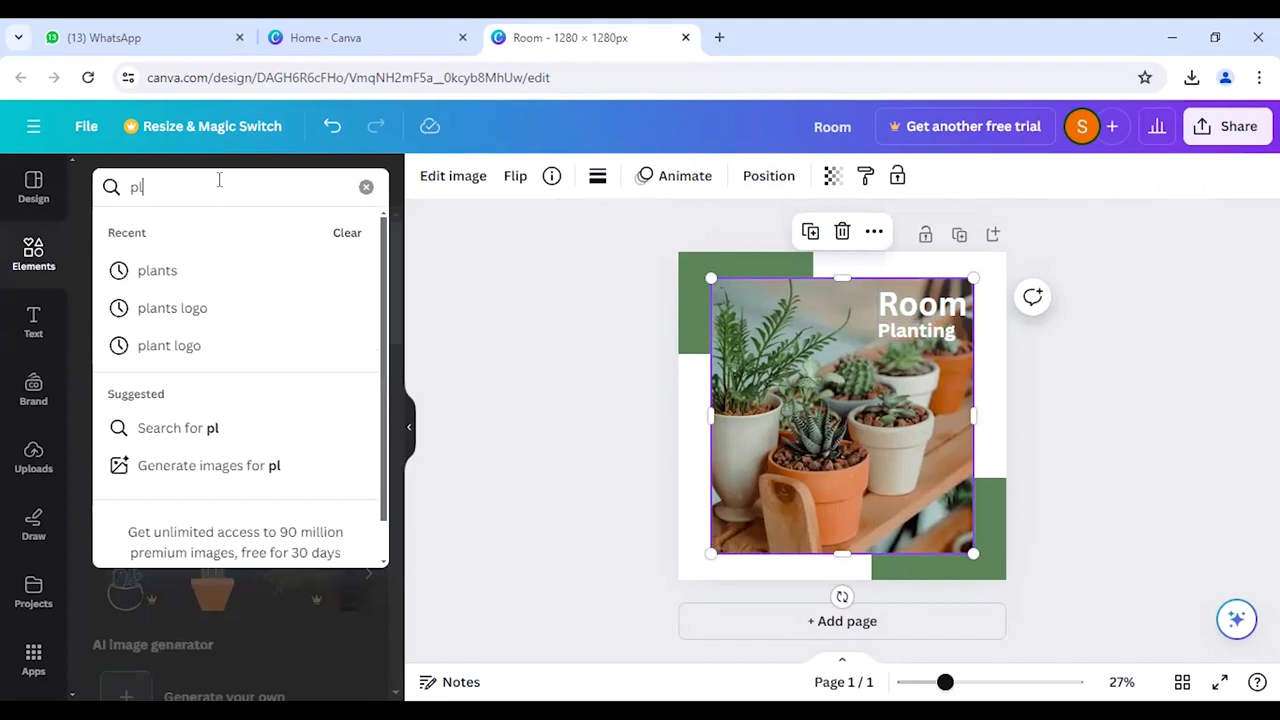 (13) WhatsApp
Home - Canva
Room - 1280 × 1280px
canva.com/design/DAGH6R6cFHo/VmqNH2mF5a__0kcyb8MhUw/edit
File
Resize & Magic Switch
Room
Get another free trial
S
Share
Design
Elements
Text
Brand
Uploads
Draw
Projects
Apps
pl
Recent
Clear
plants
plants logo
plant logo
Suggested
Search for pl
Generate images for pl
Get unlimited access to 90 million
premium images, free for 30 days
AI image generator
Generate your own
Edit image
Flip
Animate
Position
Room
Planting
+ Add page
Notes
Page 1 / 1
27%